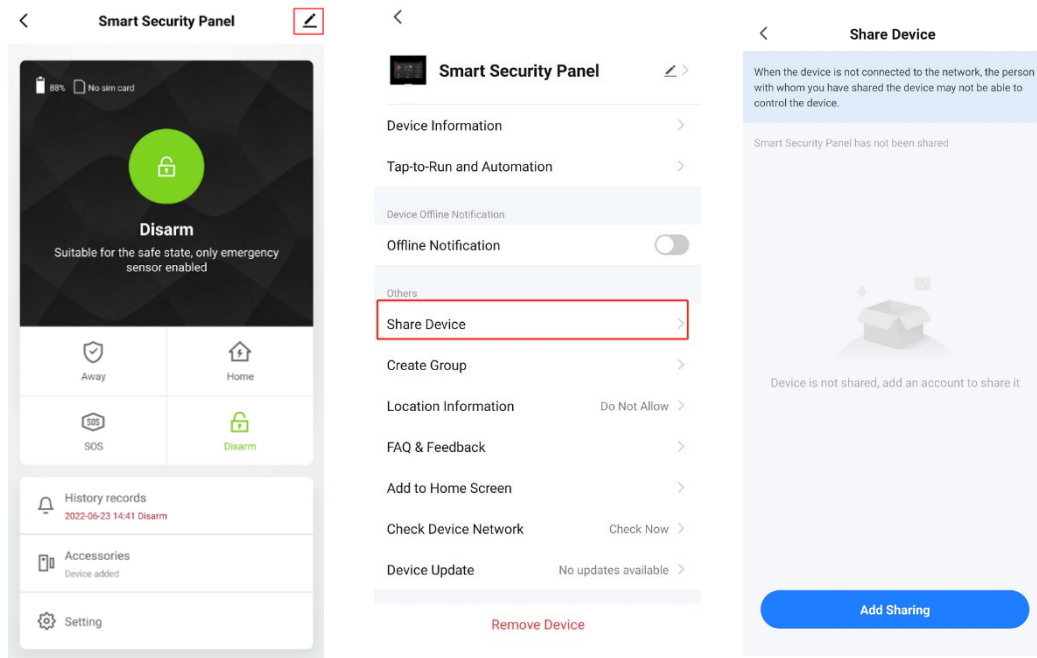 Smart Security Panel
88%
No sim card
Disarm
Suitable for the safe state, only emergency
sensor enabled
Away
Home
SOS
SOS
Disarm
History records
2022-06-23 14:41 Disarm
Accessories
Device added
Setting
Smart Security Panel
Device Information
Tap-to-Run and Automation
Device Offline Notification
Offline Notification
Others
Share Device
Create Group
Location Information
Do Not Allow
FAQ & Feedback
Add to Home Screen
Check Device Network
Check Now
Device Update
No updates available
Remove Device
Share Device
When the device is not connected to the network, the person
with whom you have shared the device may not be able to
control the device.
Smart Security Panel has not been shared
Device is not shared, add an account to share it
Add Sharing